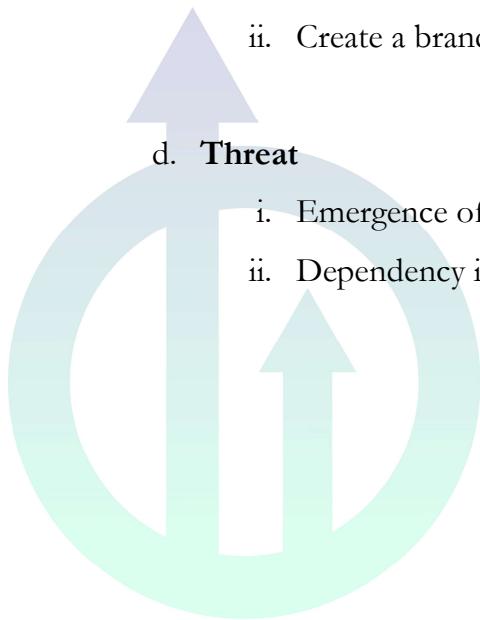 ii. Create a brand
d. Threat
i. Emergence of
ii. Dependency i